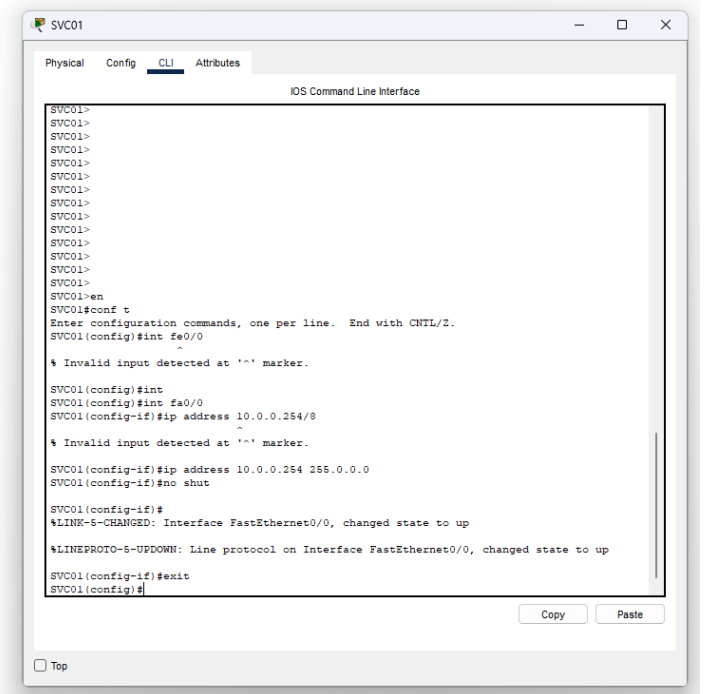 SVC01
Physical Config CLI Attributes
IOS Command Line Interface
SVC01>
SVC01>
SVC01>
SVC01>
SVC01>
SVC01>
SVC01>
SVC01>
SVC01>
SVC01>
SVC01>
SVC01>
SVC01>
SVC01>
SVC01>en
SVC01#conf t
Enter configuration commands, one per line.  End with CNTL/Z.
SVC01(config)#int fe0/0
^
% Invalid input detected at '^' marker.
SVC01(config)#int
SVC01(config)#int fa0/0
SVC01(config-if)#ip address 10.0.0.254/8
^
% Invalid input detected at '^' marker.
SVC01(config-if)#ip address 10.0.0.254 255.0.0.0
SVC01(config-if)#no shut
SVC01(config-if)#
%LINK-5-CHANGED: Interface FastEthernet0/0, changed state to up
%LINEPROTO-5-UPDOWN: Line protocol on Interface FastEthernet0/0, changed state to up
SVC01(config-if)#exit
SVC01(config)#
Copy Paste
Top